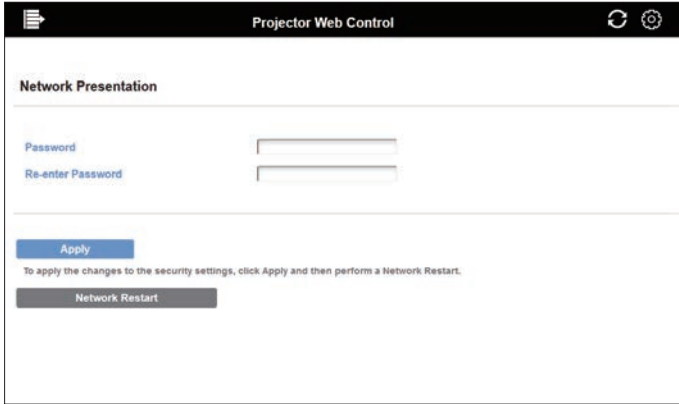 Projector Web Control
Network Presentation
Password
Re-enter Password
Apply
To apply the changes to the security settings, click Apply and then perform a Network Restart.
Network Restart